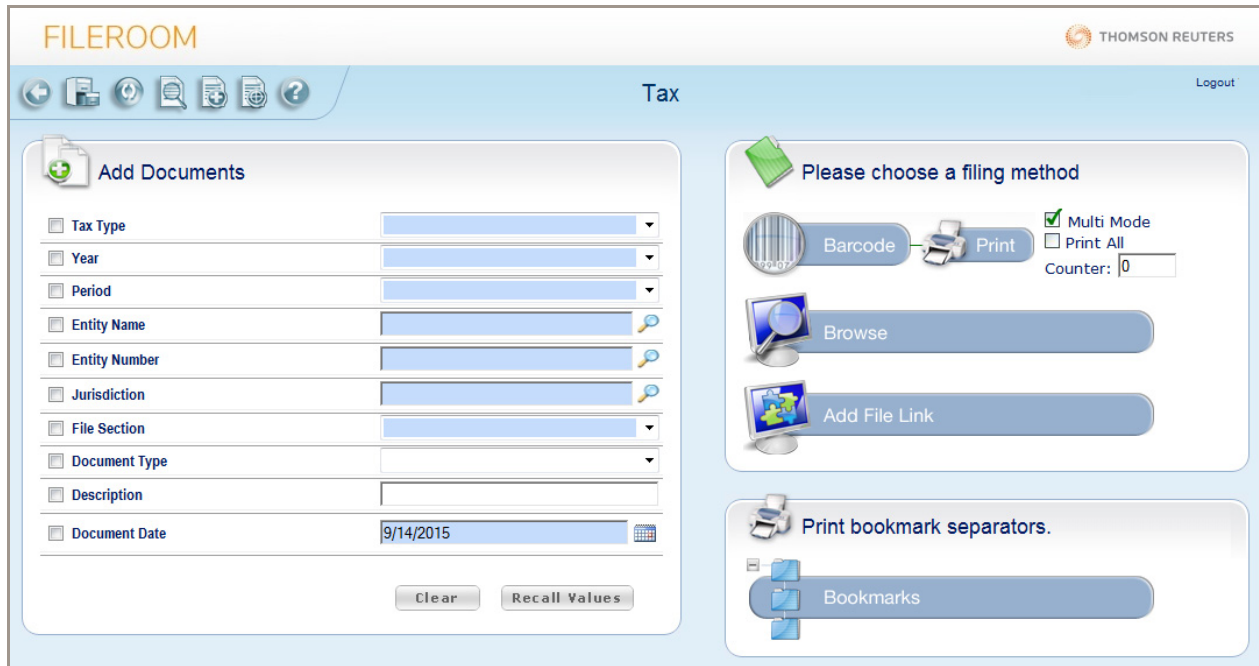 FILEROOM
THOMSON REUTERS
Tax
Logout
Add Documents
Tax Type
Year
Period
Entity Name
Entity Number
Jurisdiction
File Section
Document Type
Description
Document Date 9/14/2015
Clear Recall Values
Please choose a filing method
Barcode Print
Multi Mode
Print All
Counter: 0
Browse
Add File Link
Print bookmark separators.
Bookmarks